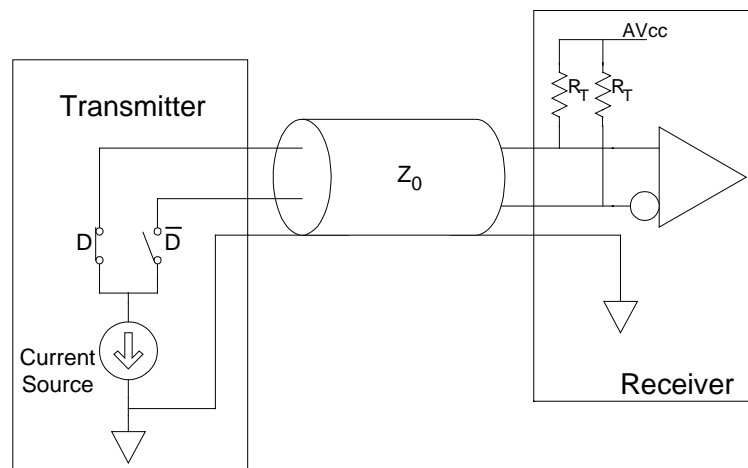 AVcc
Transmitter
R_T R_T
Z_0
D D̅
Current
Source
Receiver